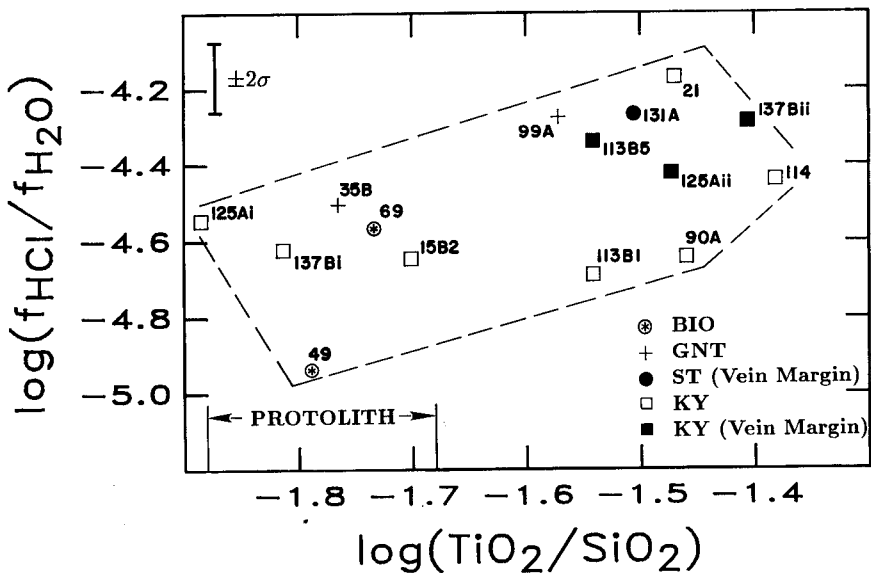 log(fHCl/fH2O)
±2σ
−4.2
−4.4
−4.6
−4.8
−5.0
21
131A
137Bii
99A
113B5
125Aii
114
35B
69
125Ai
137Bi
15B2
113B1
90A
49
BIO
GNT
ST (Vein Margin)
KY
KY (Vein Margin)
PROTOLITH
−1.8 −1.7 −1.6 −1.5 −1.4
log(TiO2/SiO2)